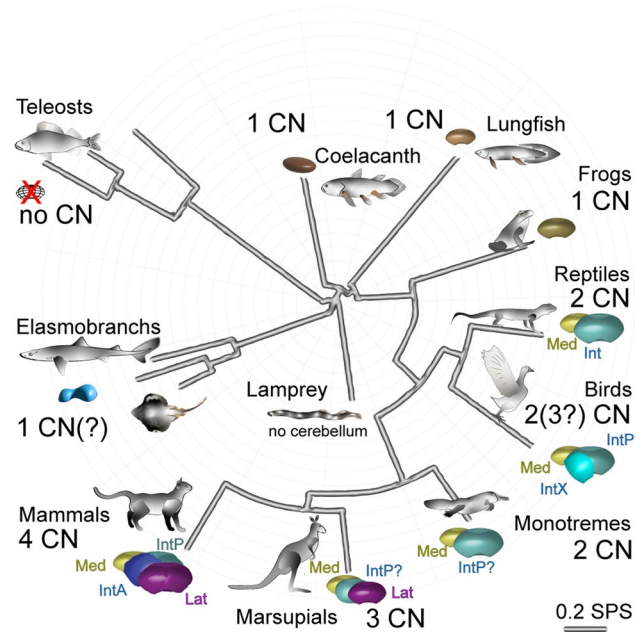 Teleosts
no CN
1 CN
Coelacanth
1 CN
Lungfish
Frogs
1 CN
Reptiles
2 CN
Med
Int
Birds
2(3?) CN
IntP
Med
IntX
Elasmobranchs
1 CN(?)
Lamprey
no cerebellum
Mammals
4 CN
IntP
Med
IntA
Lat
Med
IntP?
Lat
Marsupials
3 CN
Med
IntP?
Monotremes
2 CN
0.2 SPS